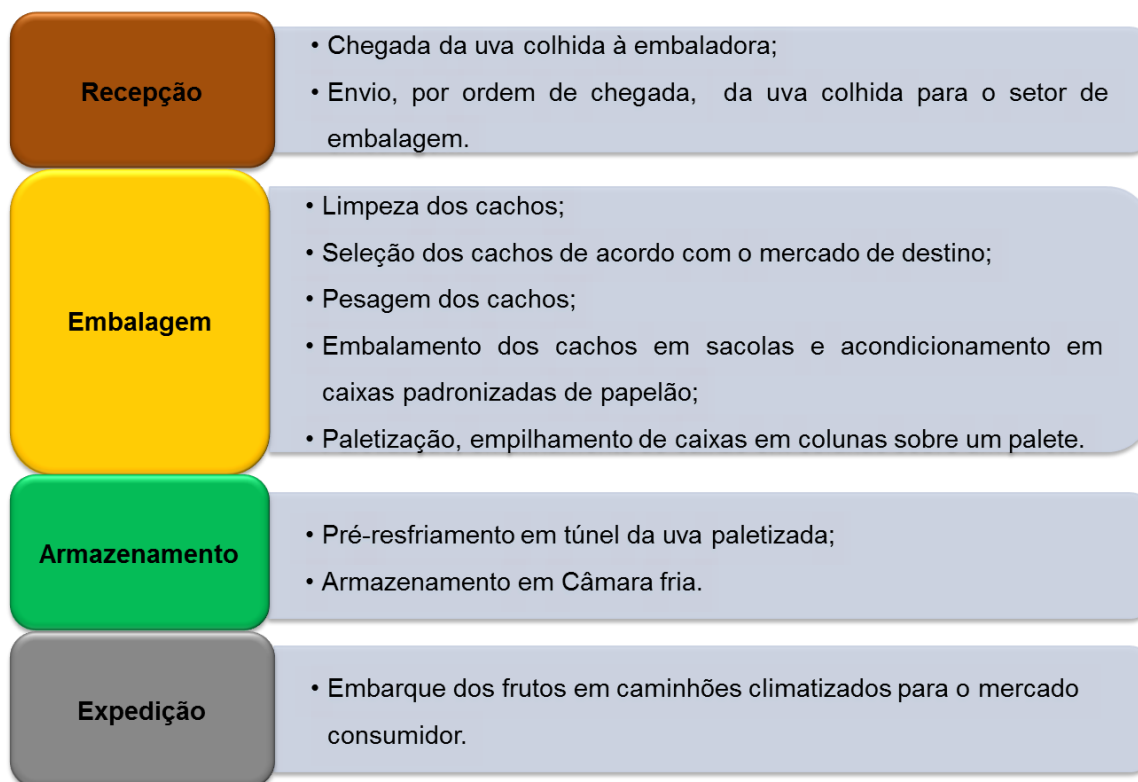 Recepção
• Chegada da uva colhida à embaladora;
• Envio, por ordem de chegada, da uva colhida para o setor de
embalagem.
Embalagem
• Limpeza dos cachos;
• Seleção dos cachos de acordo com o mercado de destino;
• Pesagem dos cachos;
• Embalamento dos cachos em sacolas e acondicionamento em
caixas padronizadas de papelão;
• Paletização, empilhamento de caixas em colunas sobre um palete.
Armazenamento
• Pré-resfriamento em túnel da uva paletizada;
• Armazenamento em Câmara fria.
Expedição
• Embarque dos frutos em caminhões climatizados para o mercado
consumidor.